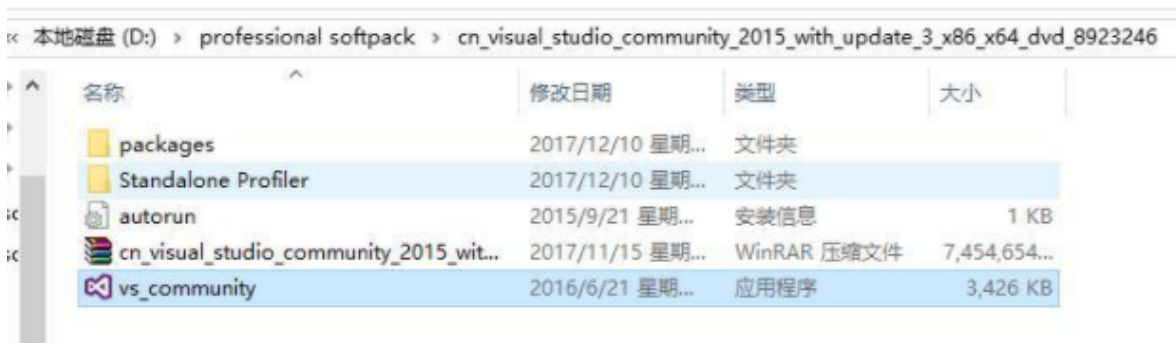 « 本地磁盘 (D:) › professional softpack › cn_visual_studio_community_2015_with_update_3_x86_x64_dvd_8923246
名称 修改日期 类型 大小
packages 2017/12/10 星期... 文件夹
Standalone Profiler 2017/12/10 星期... 文件夹
autorun 2015/9/21 星期... 安装信息 1 KB
cn_visual_studio_community_2015_wit... 2017/11/15 星期... WinRAR 压缩文件 7,454,654...
vs_community 2016/6/21 星期... 应用程序 3,426 KB